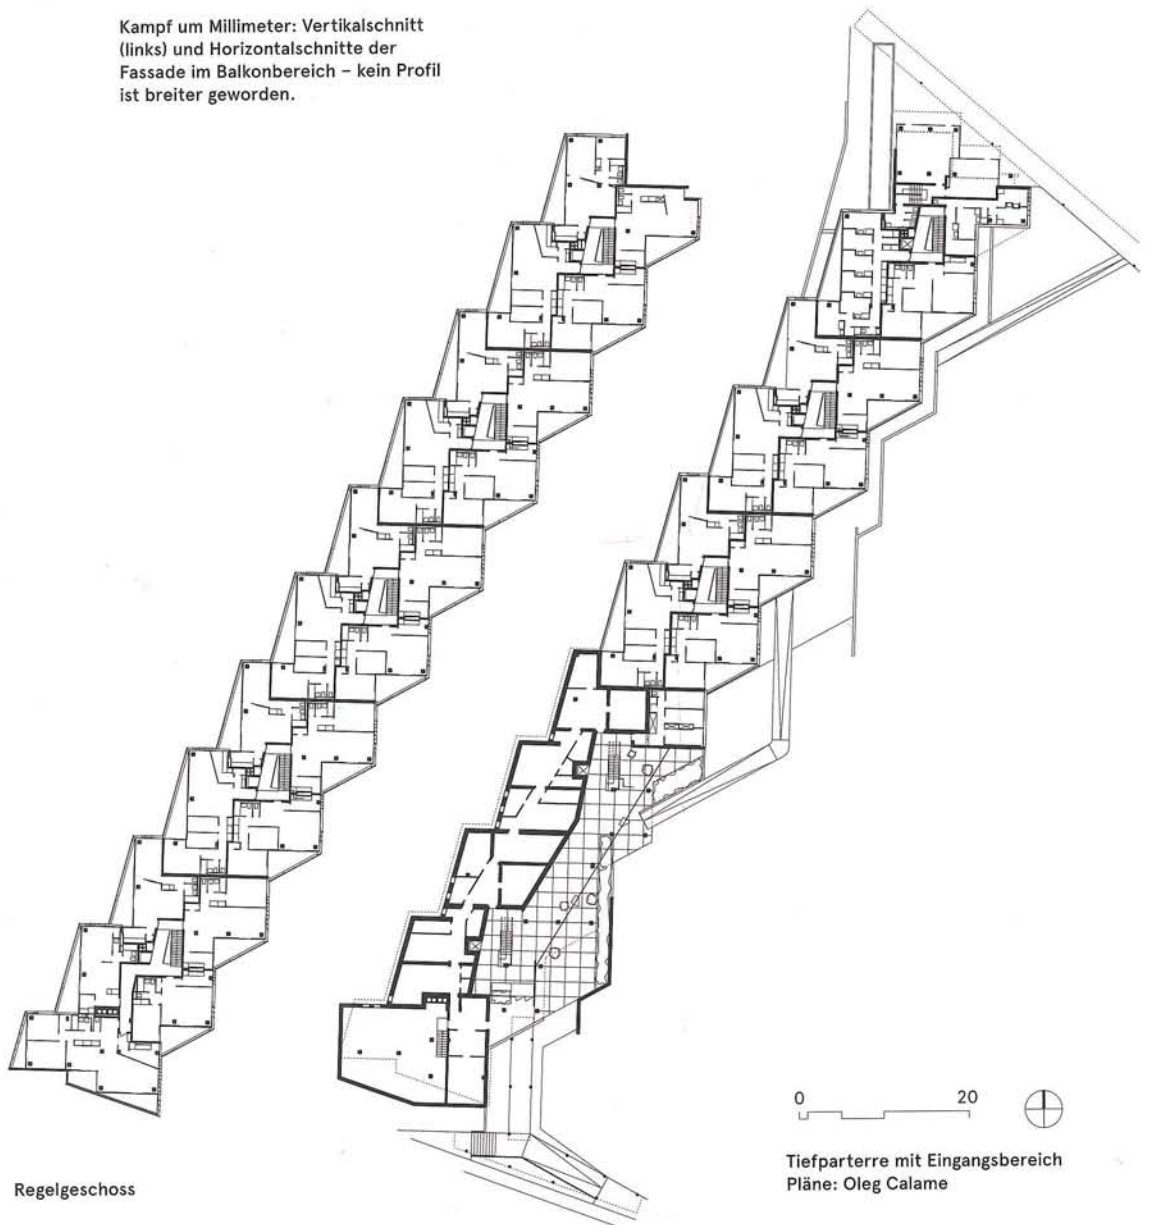 Kampf um Millimeter: Vertikalschnitt
(links) und Horizontalschnitte der
Fassade im Balkonbereich – kein Profil
ist breiter geworden.
0 20
Tiefparterre mit Eingangsbereich
Pläne: Oleg Calame
Regelgeschoss